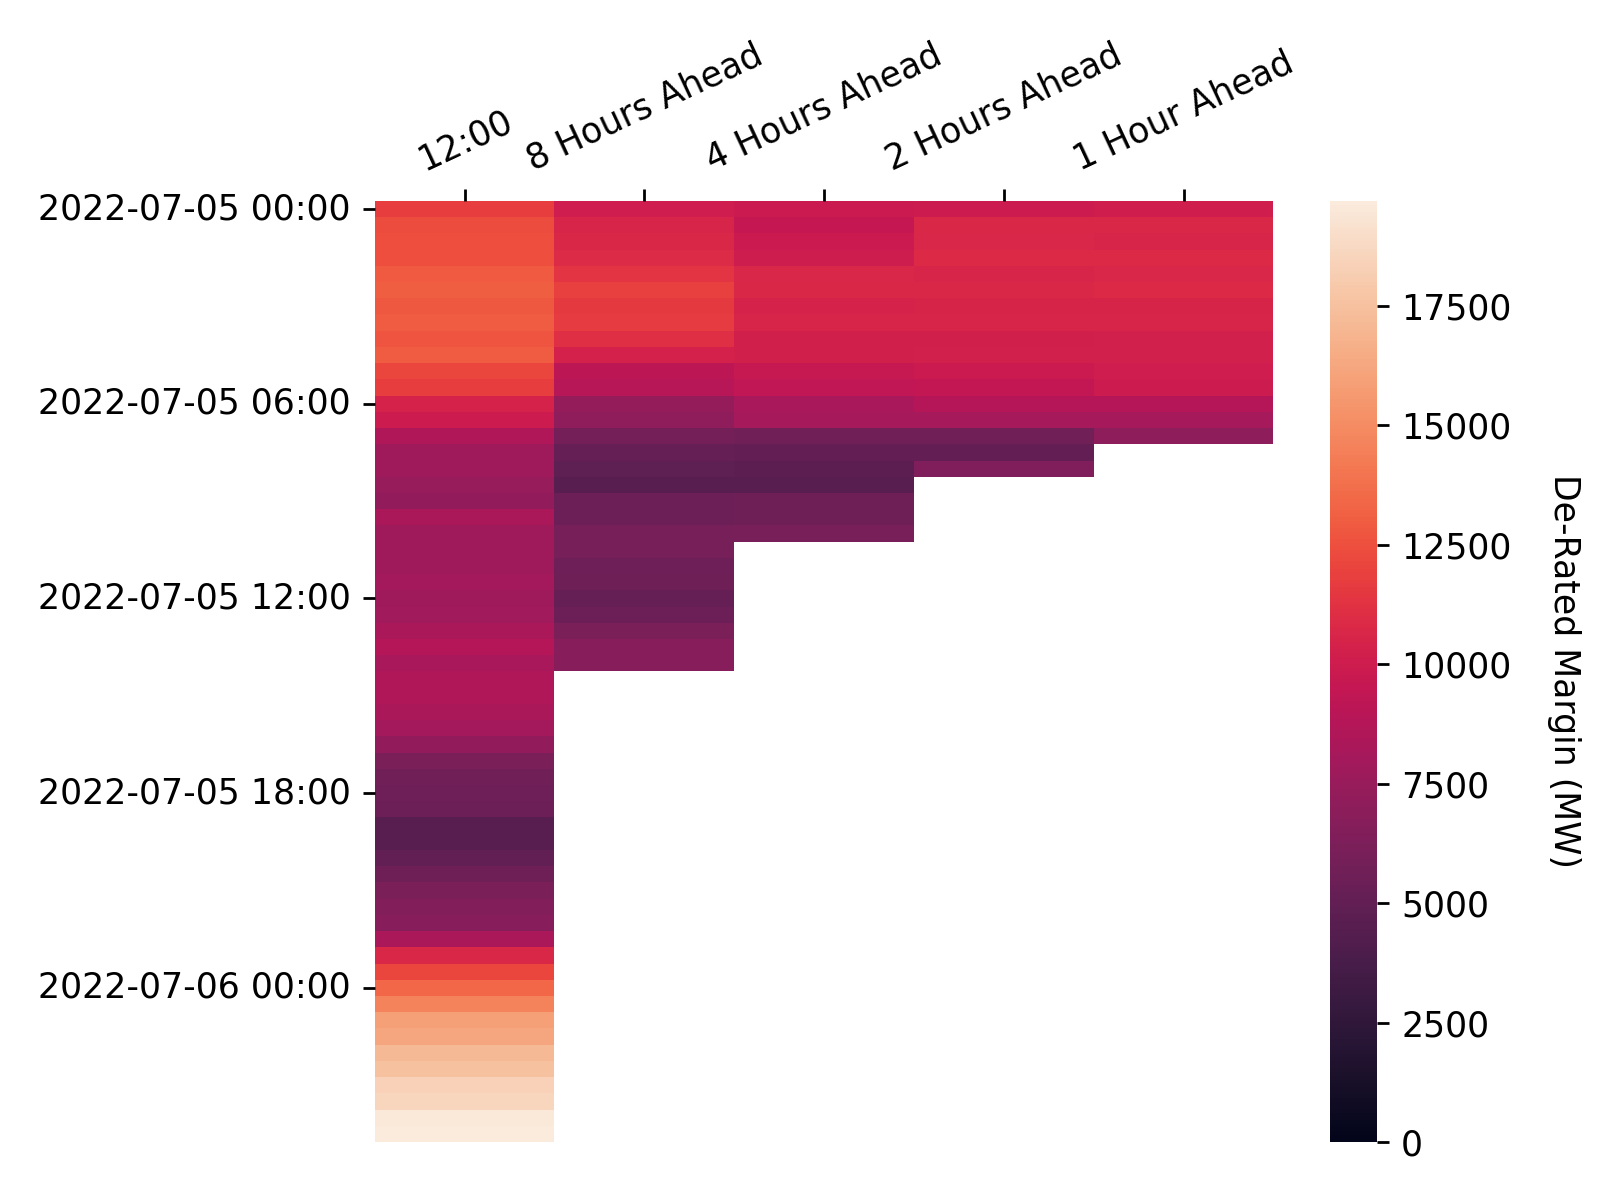 12:00
8 Hours Ahead
4 Hours Ahead
2 Hours Ahead
1 Hour Ahead
2022-07-05 00:00
2022-07-05 06:00
2022-07-05 12:00
2022-07-05 18:00
2022-07-06 00:00
17500
15000
12500
10000
7500
5000
2500
0
De-Rated Margin (MW)